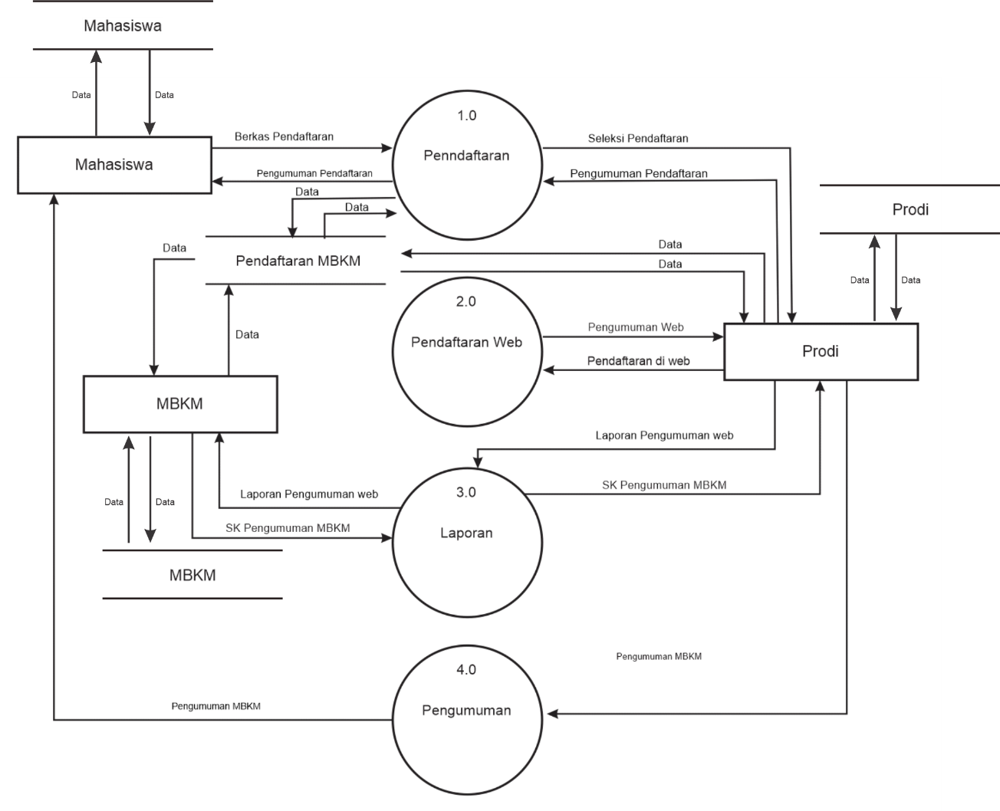 Mahasiswa
Data
Data
Mahasiswa
Berkas Pendaftaran
Pengumuman Pendaftaran
Data
Data
1.0
Penndaftaran
Seleksi Pendaftaran
Pengumuman Pendaftaran
Prodi
Data
Data
Data
Pendaftaran MBKM
Data
Data
Data
2.0
Pendaftaran Web
Pengumuman Web
Pendaftaran di web
Prodi
MBKM
Laporan Pengumuman web
SK Pengumuman MBKM
Laporan Pengumuman web
SK Pengumuman MBKM
3.0
Laporan
Data
Data
MBKM
Pengumuman MBKM
4.0
Pengumuman
Pengumuman MBKM